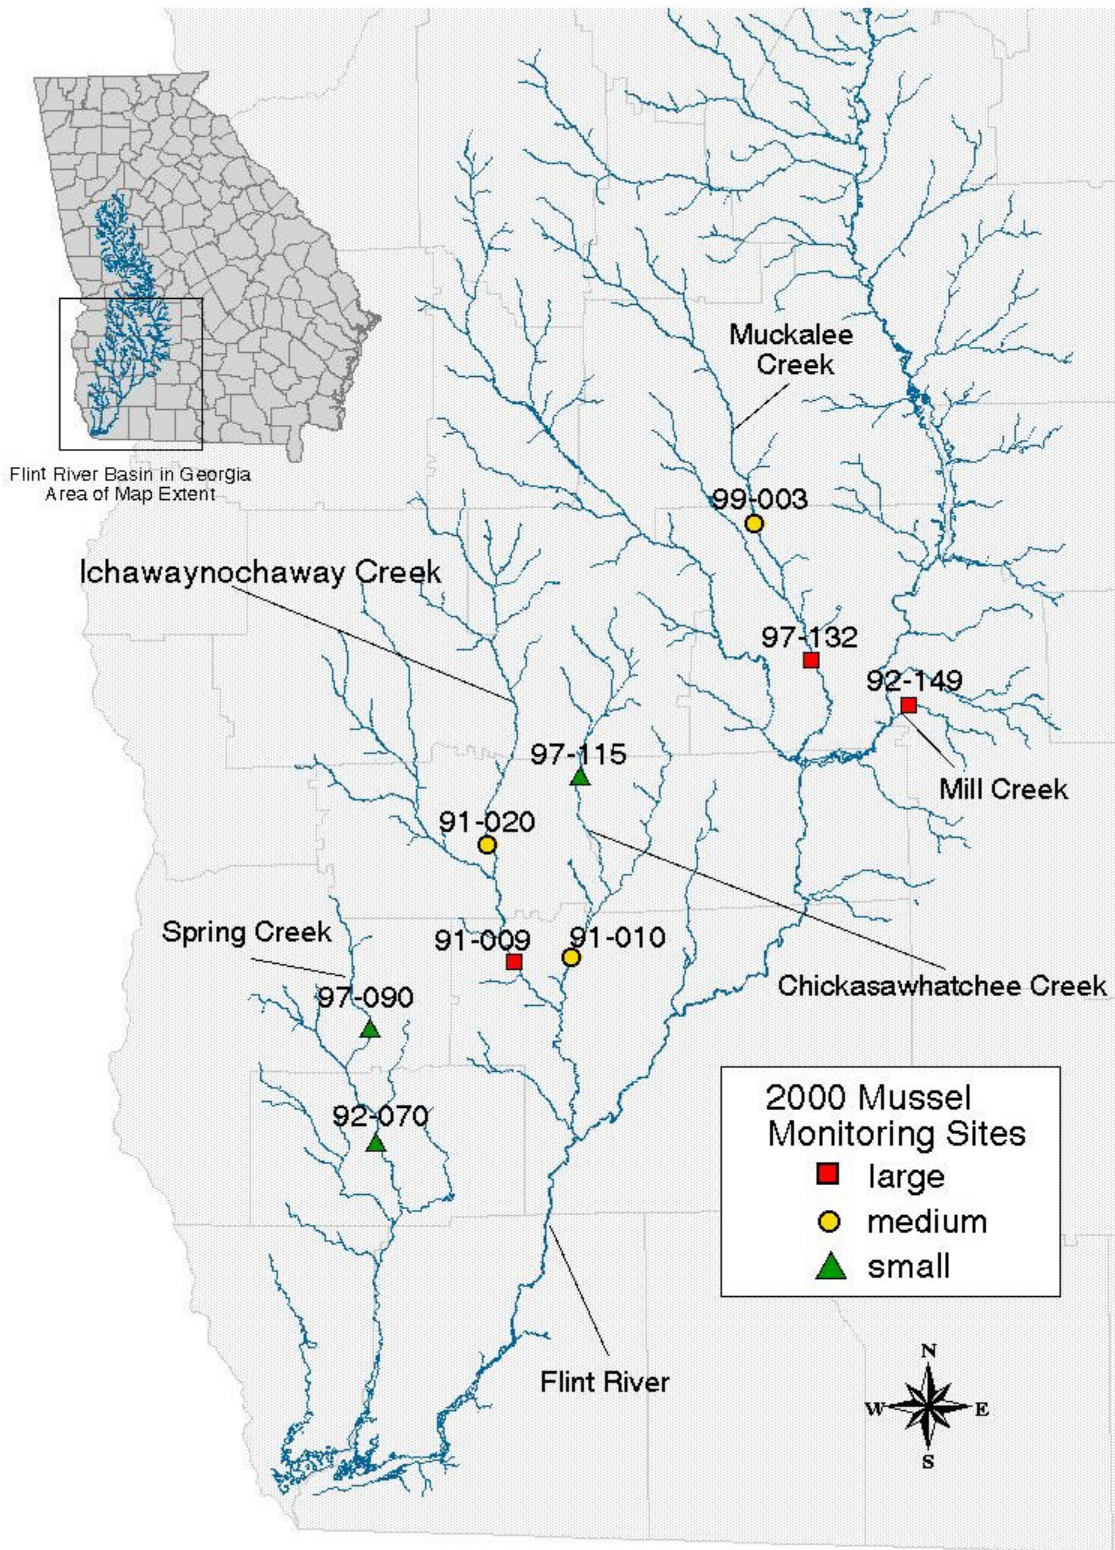 Muckalee
Creek
Flint River Basin in Georgia
Area of Map Extent
99-003
Ichawaynochaway Creek
97-132
92-149
97-115
Mill Creek
91-020
Spring Creek
91-009
91-010
Chickasawhatchee Creek
97-090
92-070
2000 Mussel
Monitoring Sites
large
medium
small
Flint River
N
W
E
S